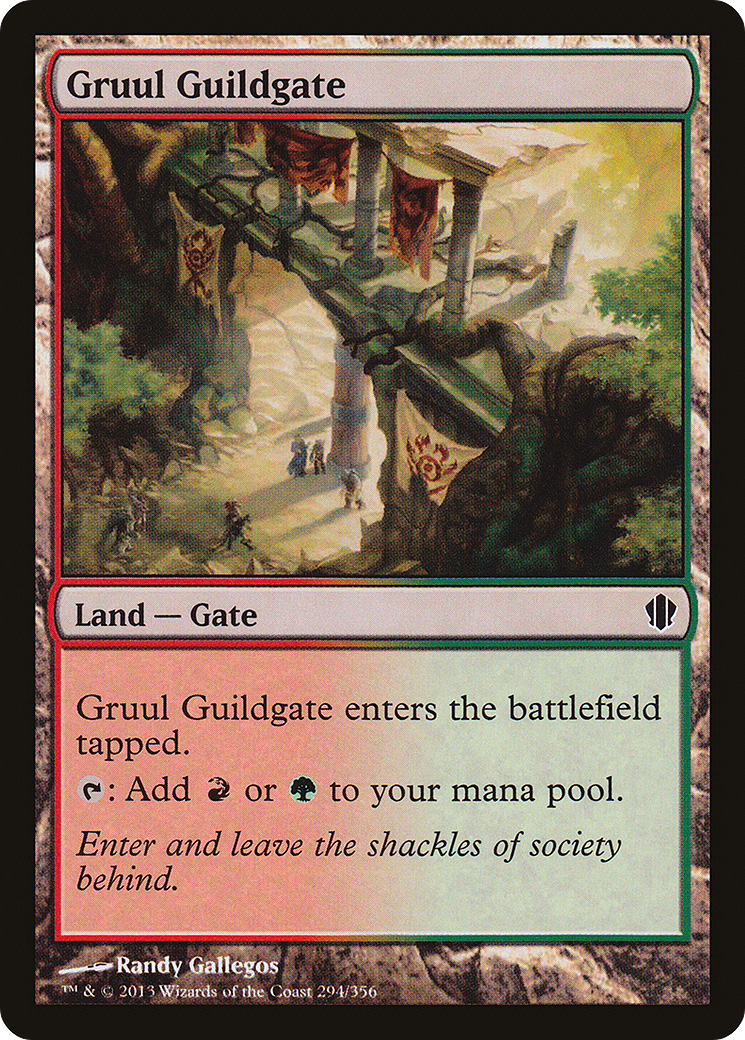 Gruul Guildgate
Land — Gate
Gruul Guildgate enters the battlefield
tapped.
: Add or to your mana pool.
Enter and leave the shackles of society
behind.
Randy Gallegos
™ & © 2013 Wizards of the Coast 294/356